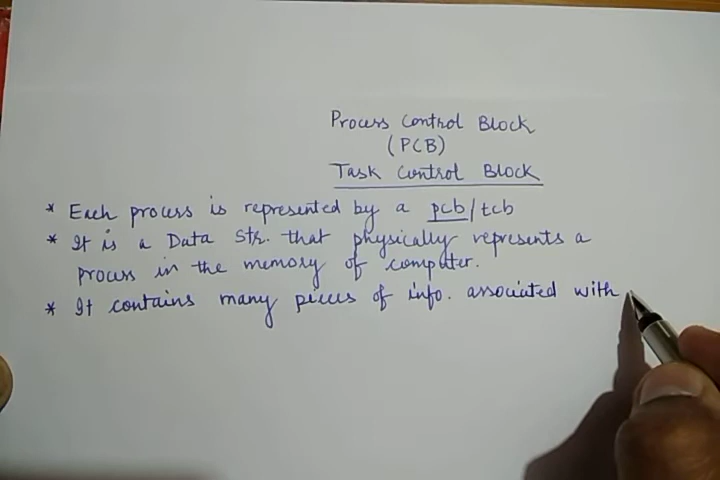 Process Control Block
(PCB)
Task Control Block
* Each process is represented by a pcb/tcb
* It is a Data Str. that physically represents a
process in the memory of computer.
* It contains many pieces of info. associated with